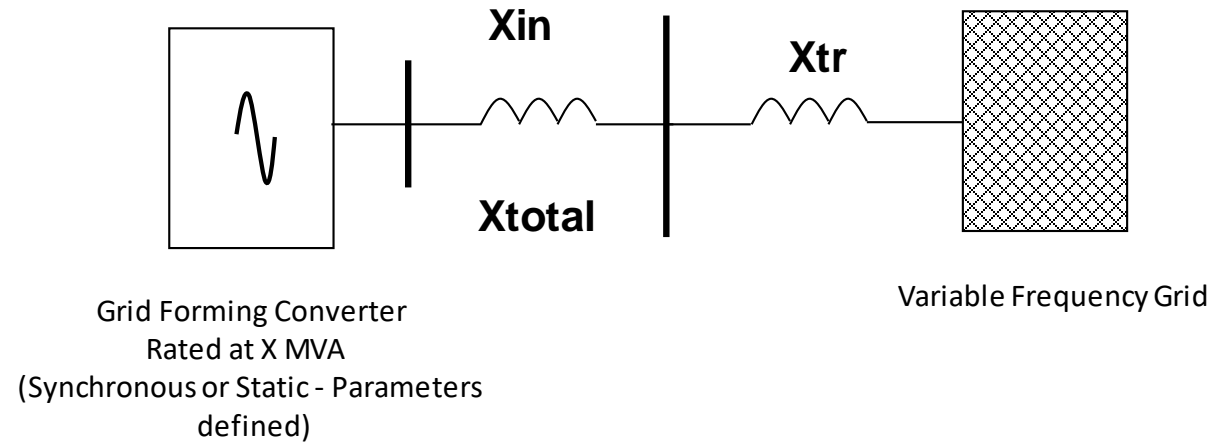 Xin
Xtr
Xtotal
Grid Forming Converter
Rated at X MVA
(Synchronous or Static - Parameters
defined)
Variable Frequency Grid